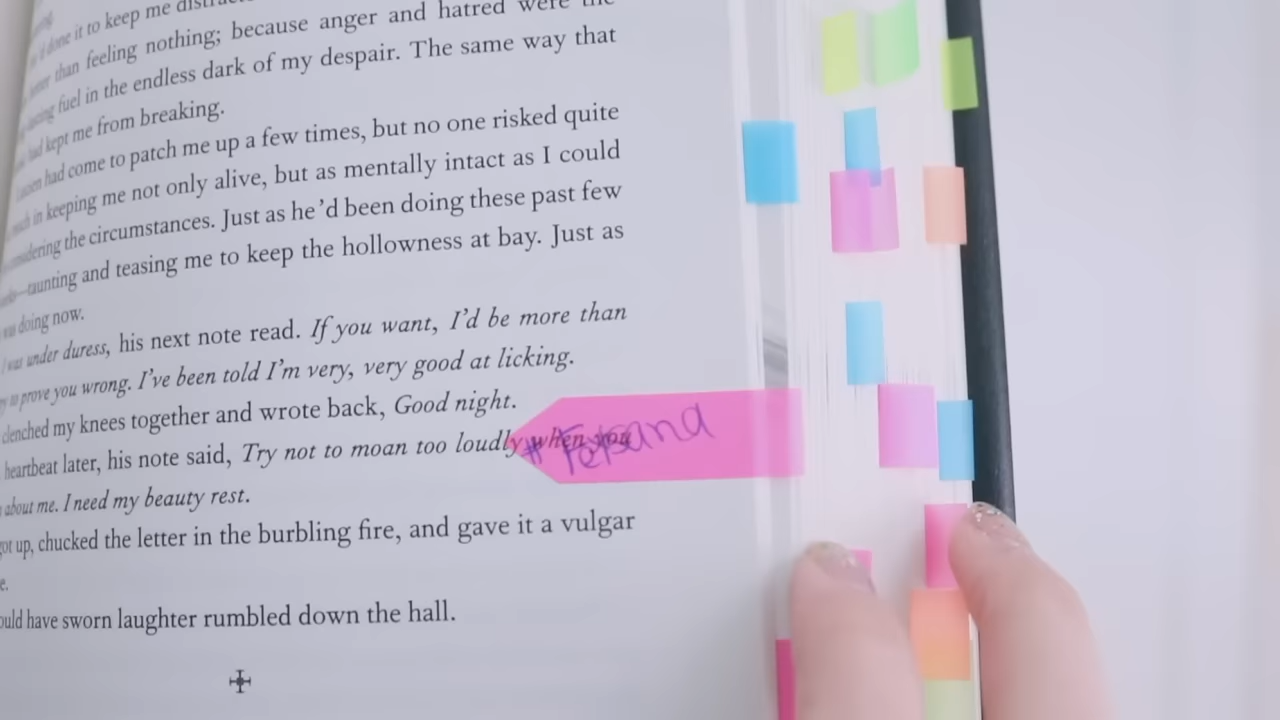 done it to keep me
than feeling nothing; because anger and hatred were the
fuel in the endless dark of my despair. The same way that
had kept me from breaking.
had come to patch me up a few times, but no one risked quite
in keeping me not only alive, but as mentally intact as I could
the circumstances. Just as he'd been doing these past few
—taunting and teasing me to keep the hollowness at bay. Just as
was doing now.
I was under duress, his next note read. If you want, I'd be more than
to prove you wrong. I've been told I'm very, very good at licking.
clenched my knees together and wrote back, Good night.
heartbeat later, his note said, Try not to moan too loudly when you
about me. I need my beauty rest.
got up, chucked the letter in the burbling fire, and gave it a vulgar
could have sworn laughter rumbled down the hall.